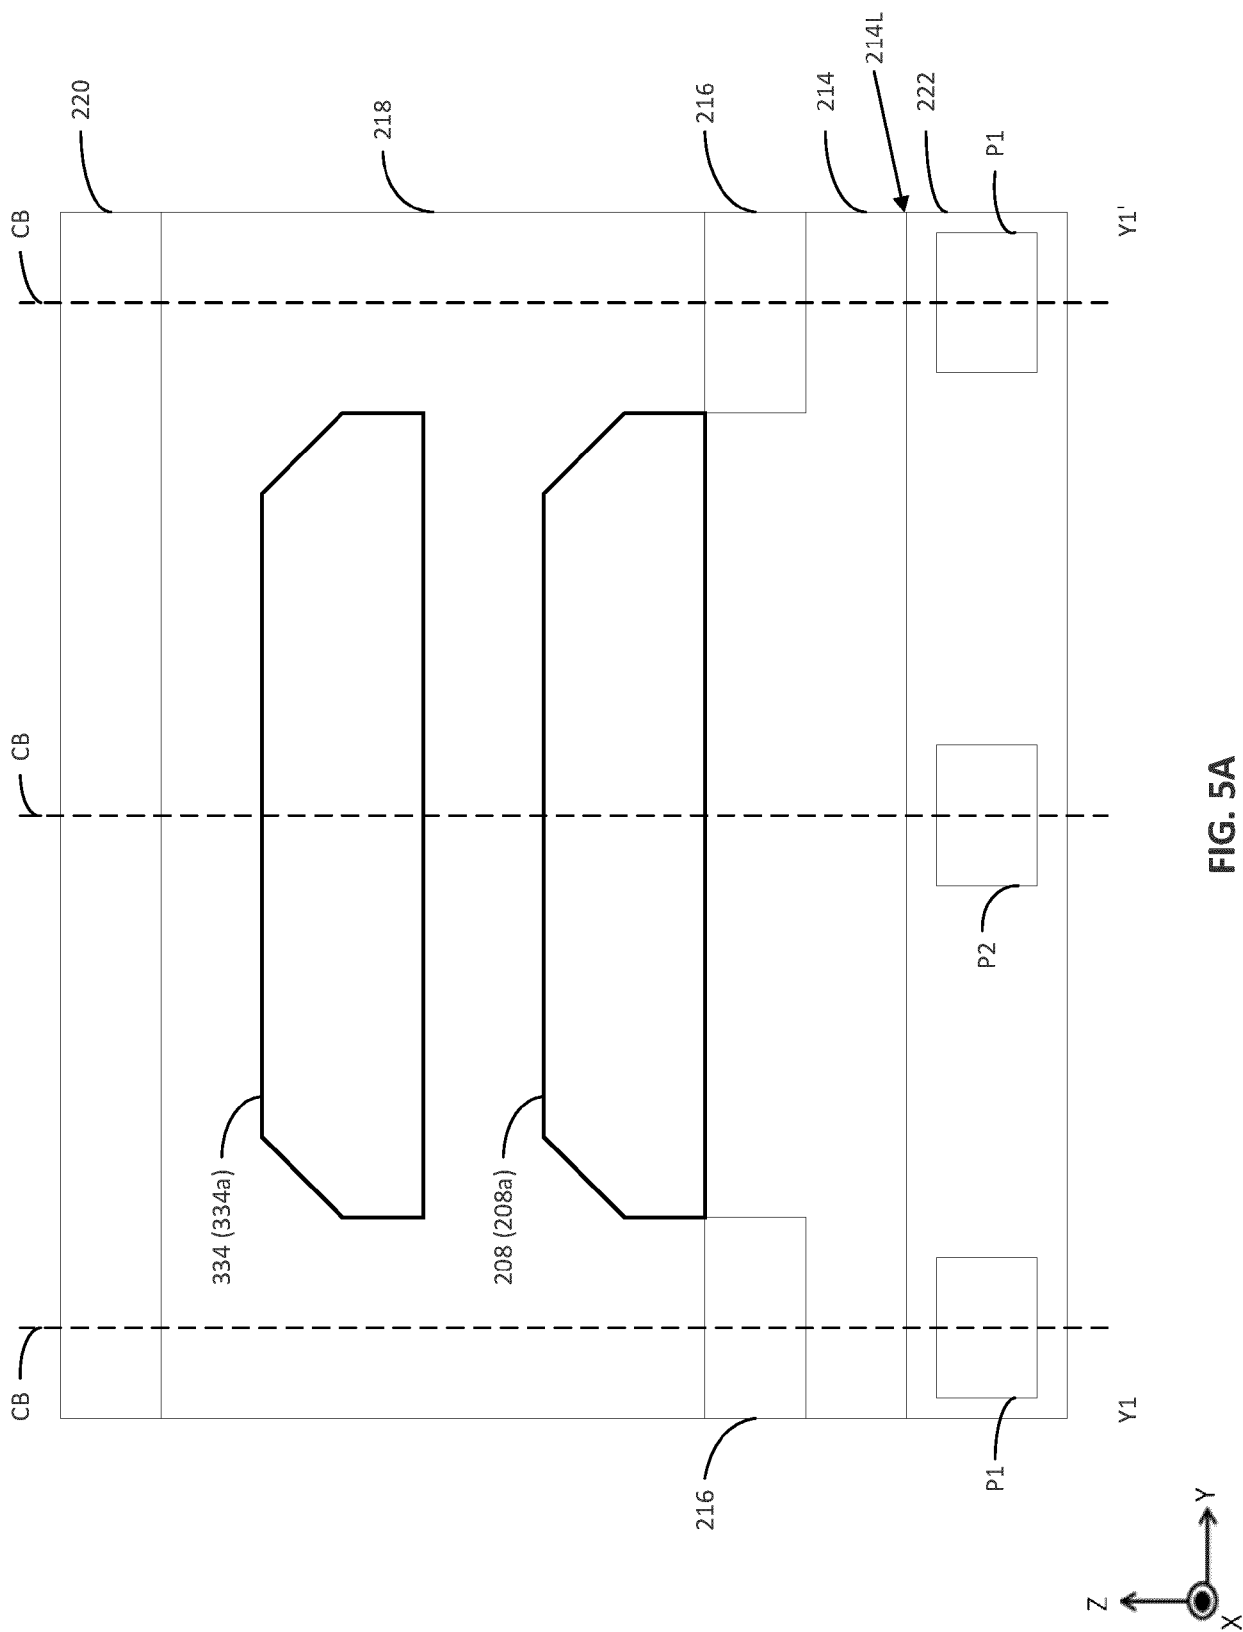 CB
CB
CB
220
334 (334a)
218
208 (208a)
216
216
214
214L
222
P1
P2
P1
Z
Y1
Y1'
Y
X
FIG. 5A